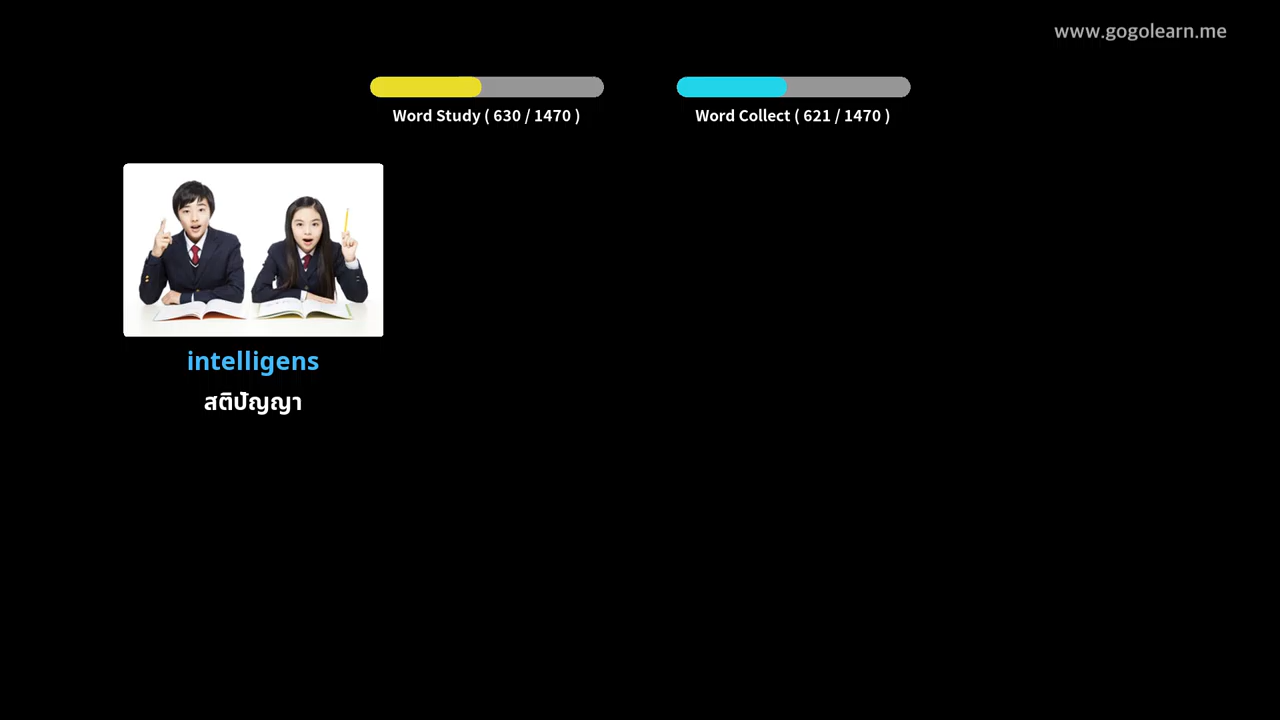 www.gogolearn.me
Word Study ( 630 / 1470 )
Word Collect ( 621 / 1470 )
intelligens
สติปัญญา